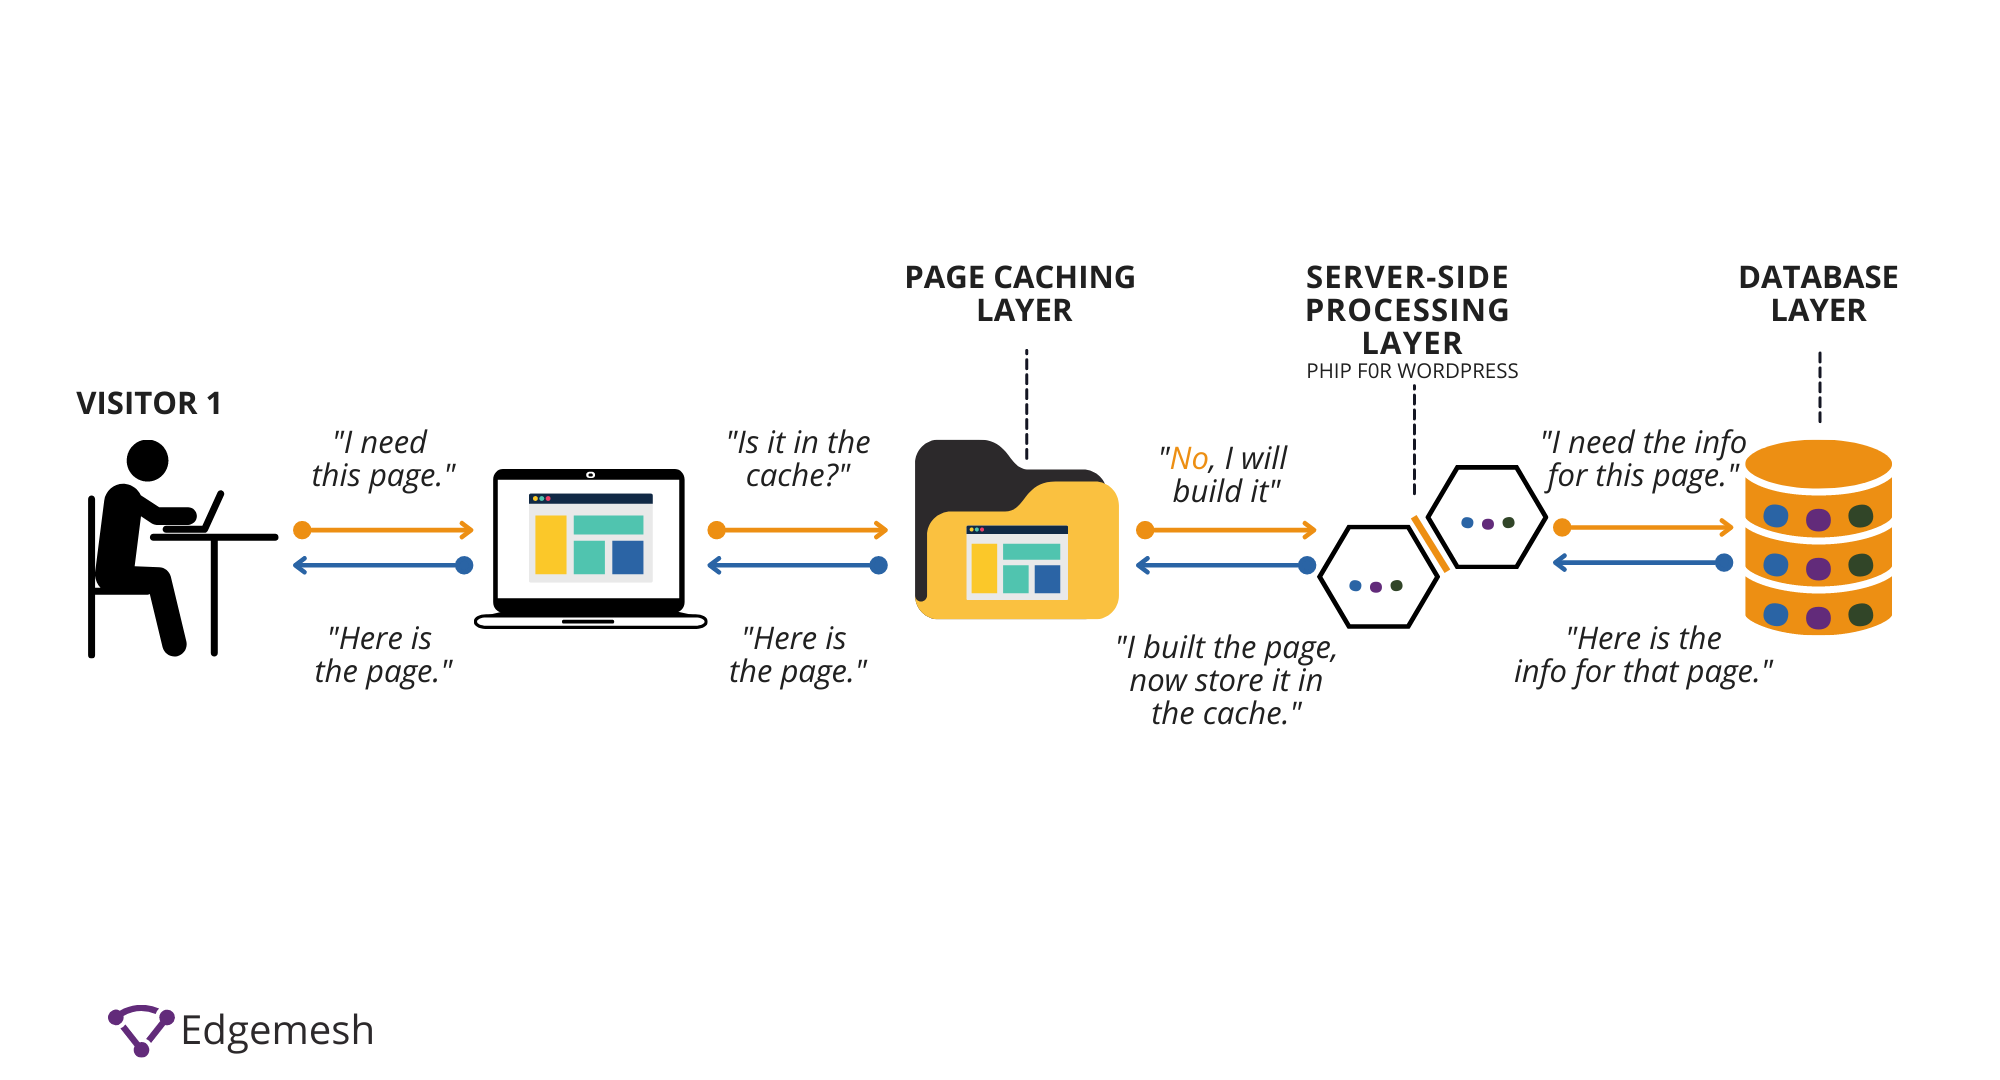 PAGE CACHING
LAYER
SERVER-SIDE
PROCESSING
LAYER
PHIP F0R WORDPRESS
DATABASE
LAYER
VISITOR 1
"I need
this page."
"Is it in the
cache?"
"No, I will
build it"
"I need the info
for this page."
"Here is
the page."
"Here is
the page."
"I built the page,
now store it in
the cache."
"Here is the
info for that page."
Edgemesh